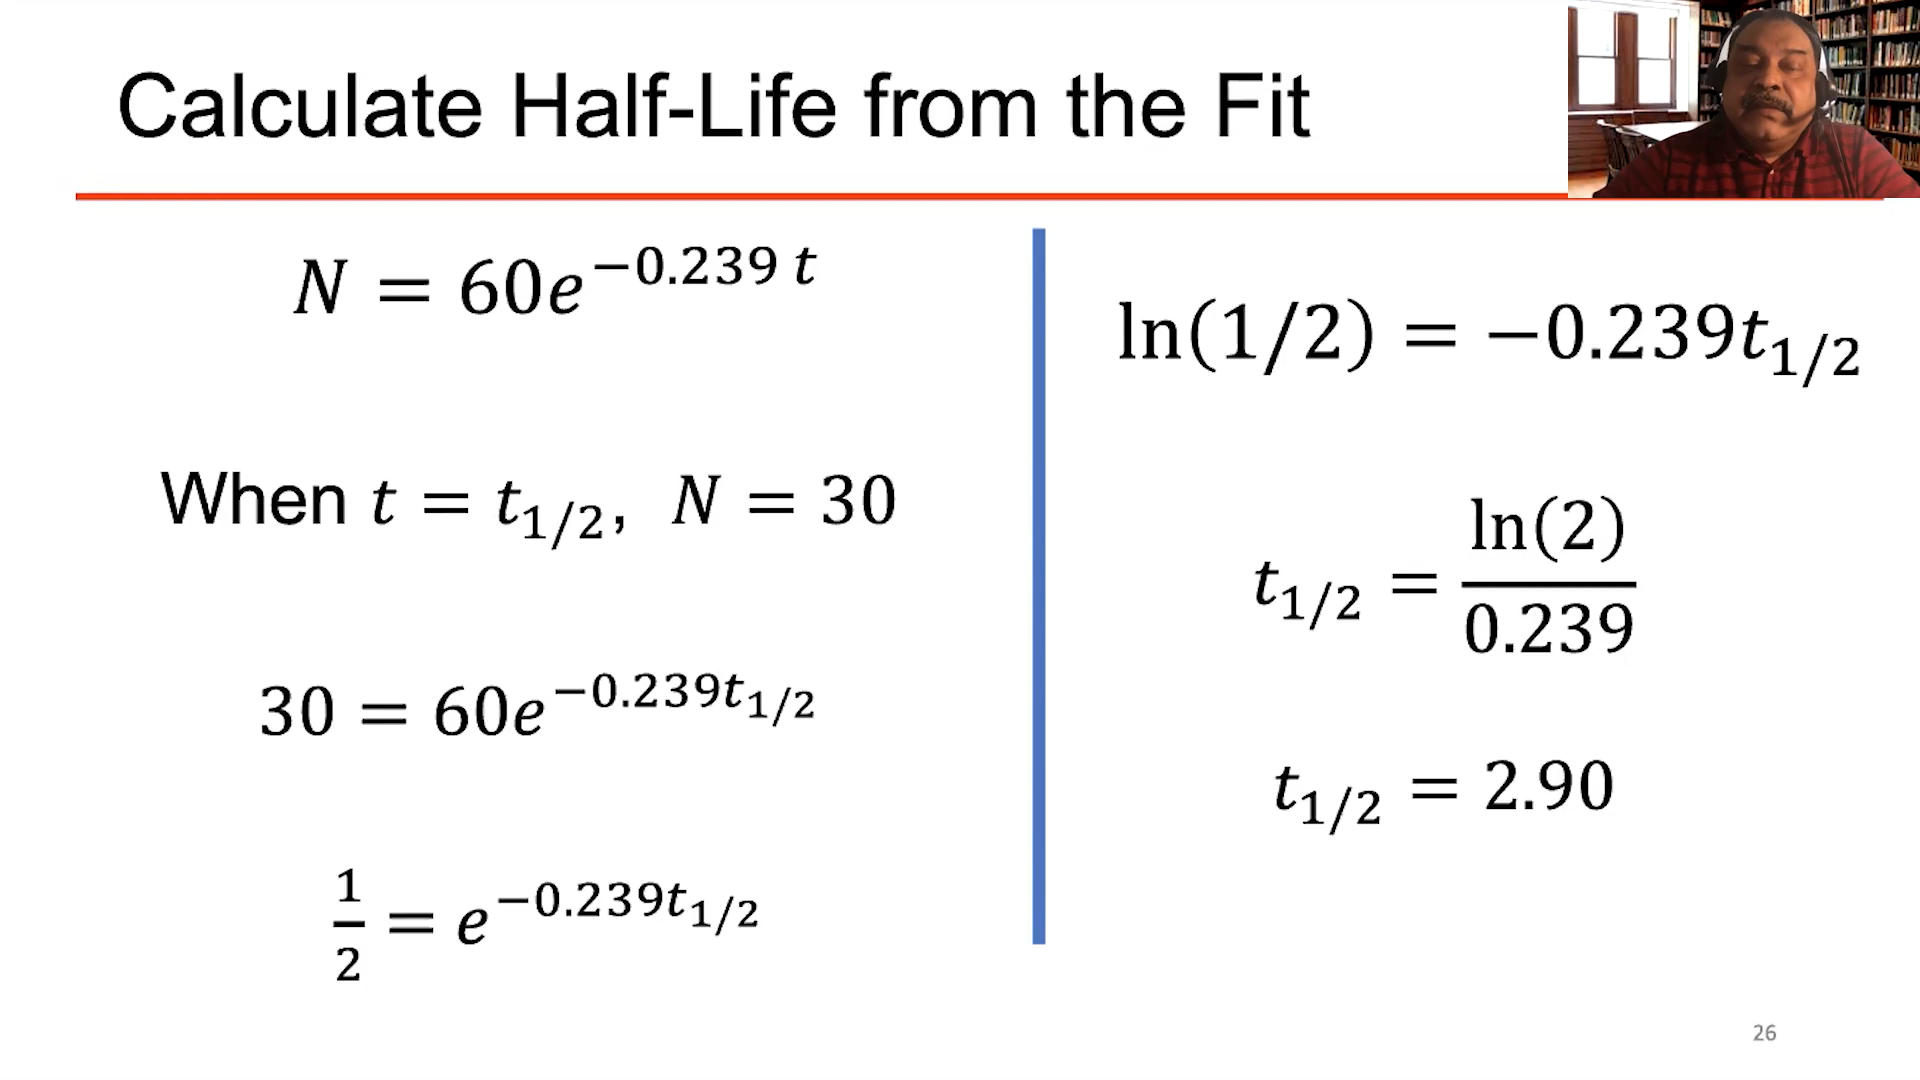 Calculate Half-Life from the Fit
N = 60e^{−0.239 t}
When t = t_{1/2}, N = 30
30 = 60e^{−0.239t_{1/2}}
\frac{1}{2} = e^{−0.239t_{1/2}}
ln(1/2) = −0.239t_{1/2}
t_{1/2} = \frac{ln(2)}{0.239}
t_{1/2} = 2.90
26